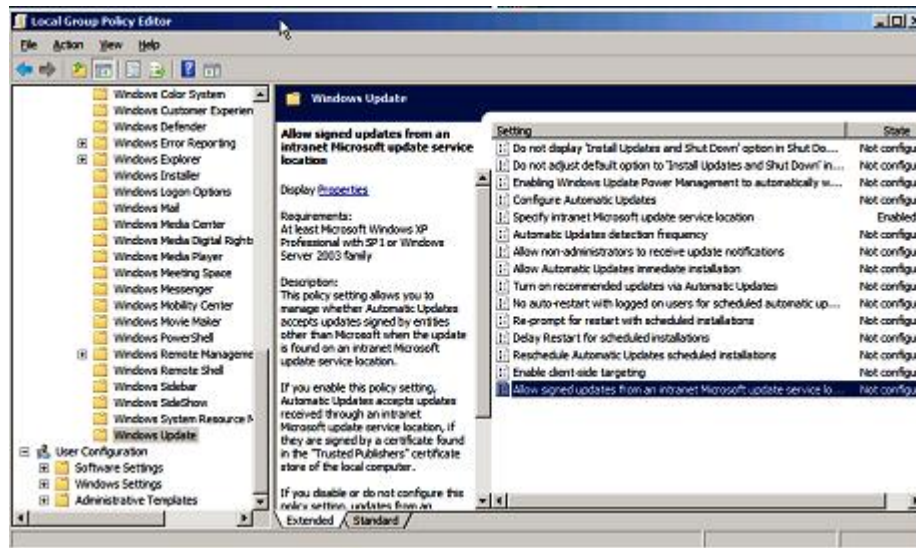 Local Group Policy Editor
File Action View Help
Windows Color System
Windows Customer Experien
Windows Defender
Windows Error Reporting
Windows Explorer
Windows Installer
Windows Logon Options
Windows Mail
Windows Media Center
Windows Media Digital Rights
Windows Media Player
Windows Meeting Space
Windows Messenger
Windows Mobility Center
Windows Movie Maker
Windows PowerShell
Windows Remote Manageme
Windows Remote Shell
Windows Sidebar
Windows SideShow
Windows System Resource M
Windows Update
User Configuration
Software Settings
Windows Settings
Administrative Templates
Windows Update
Allow signed updates from an
intranet Microsoft update service
location
Display Properties
Requirements:
At least Microsoft Windows XP
Professional with SP1 or Windows
Server 2003 family
Description:
This policy setting allows you to
manage whether Automatic Updates
accepts updates signed by entities
other than Microsoft when the update
is found on an intranet Microsoft
update service location.
If you enable this policy setting,
Automatic Updates accepts updates
received through an intranet
Microsoft update service location, if
they are signed by a certificate found
in the "Trusted Publishers" certificate
store of the local computer.
If you disable or do not configure this
policy setting, updates from an
Setting State
Do not display 'Install Updates and Shut Down' option in Shut Do... Not configu
Do not adjust default option to 'Install Updates and Shut Down' in... Not configu
Enabling Windows Update Power Management to automatically w... Not configu
Configure Automatic Updates Not configu
Specify intranet Microsoft update service location Enabled
Automatic Updates detection frequency Not configu
Allow non-administrators to receive update notifications Not configu
Allow Automatic Updates immediate installation Not configu
Turn on recommended updates via Automatic Updates Not configu
No auto-restart with logged on users for scheduled automatic up... Not configu
Re-prompt for restart with scheduled installations Not configu
Delay Restart for scheduled installations Not configu
Reschedule Automatic Updates scheduled installations Not configu
Enable client-side targeting Not configu
Allow signed updates from an intranet Microsoft update service lo... Not configu
Extended Standard